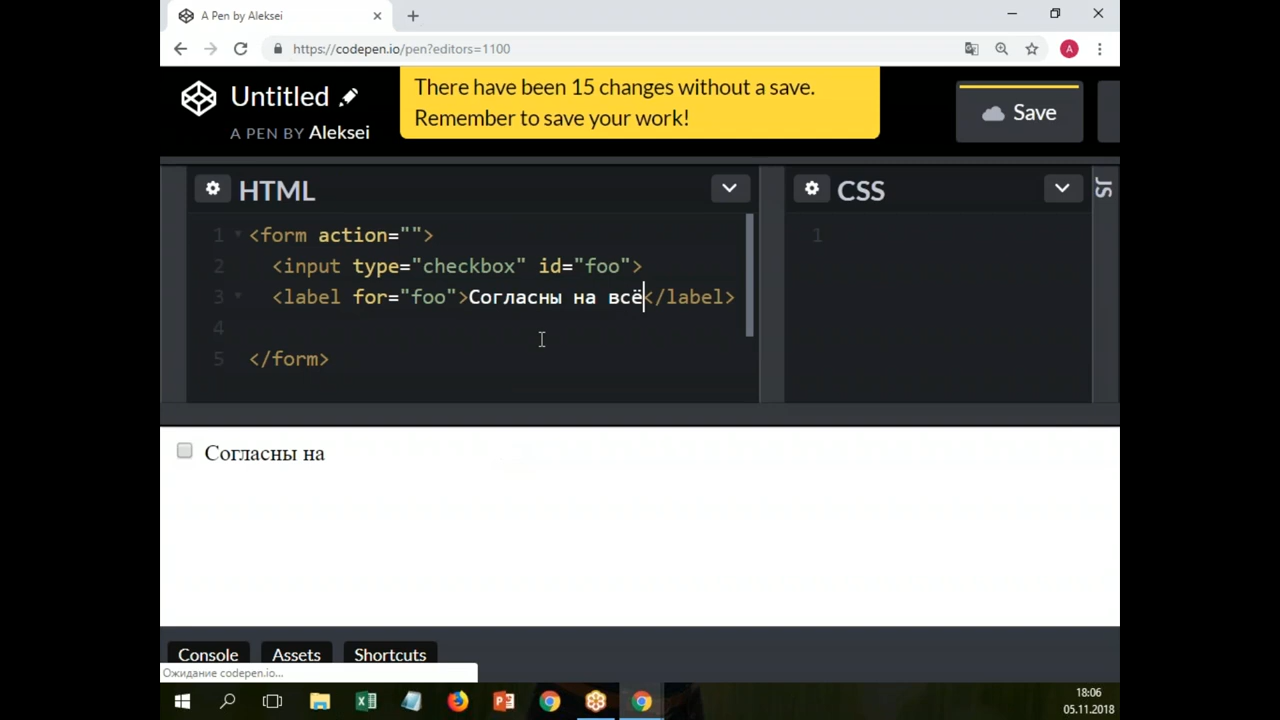 A Pen by Aleksei
https://codepen.io/pen?editors=1100
A
Untitled
A PEN BY Aleksei
There have been 15 changes without a save.
Remember to save your work!
Save
HTML
CSS
JS
1 <form action="">
2 <input type="checkbox" id="foo">
3 <label for="foo">Согласны на всё</label>
4
5 </form>
1
Согласны на
Console Assets Shortcuts
Ожидание codepen.io...
18:06
05.11.2018